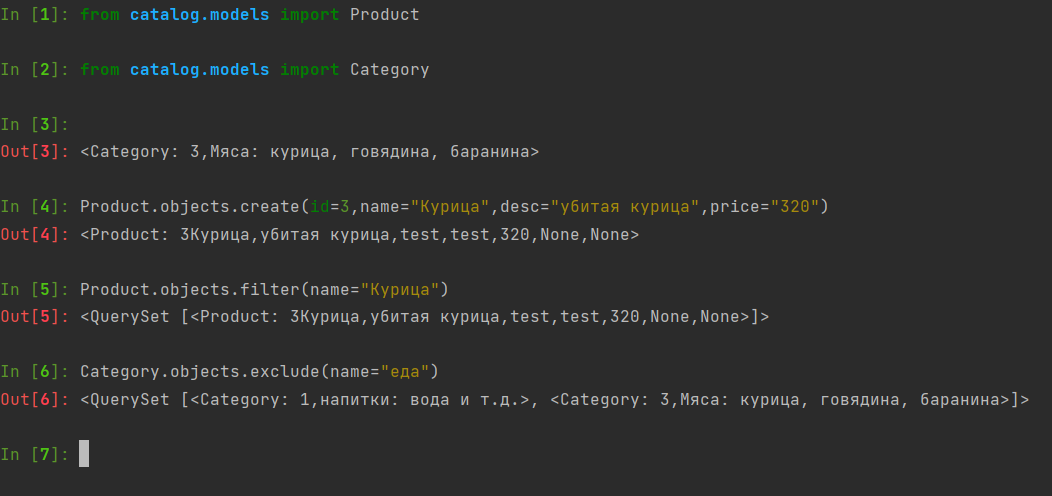 In [1]: from catalog.models import Product
In [2]: from catalog.models import Category
In [3]:
Out[3]: <Category: 3,Мяса: курица, говядина, баранина>
In [4]: Product.objects.create(id=3,name="Курица",desc="убитая курица",price="320")
Out[4]: <Product: 3Курица,убитая курица,test,test,320,None,None>
In [5]: Product.objects.filter(name="Курица")
Out[5]: <QuerySet [<Product: 3Курица,убитая курица,test,test,320,None,None>]>
In [6]: Category.objects.exclude(name="еда")
Out[6]: <QuerySet [<Category: 1,напитки: вода и т.д.>, <Category: 3,Мяса: курица, говядина, баранина>]>
In [7]: